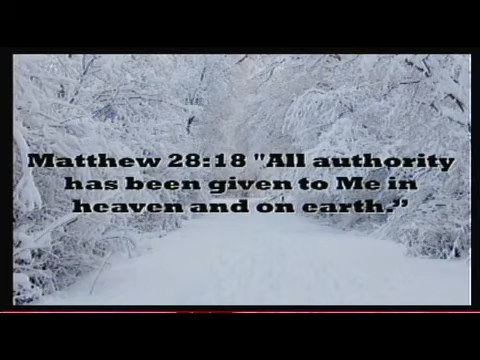 Matthew 28:18 "All authority
has been given to Me in
heaven and on earth.”